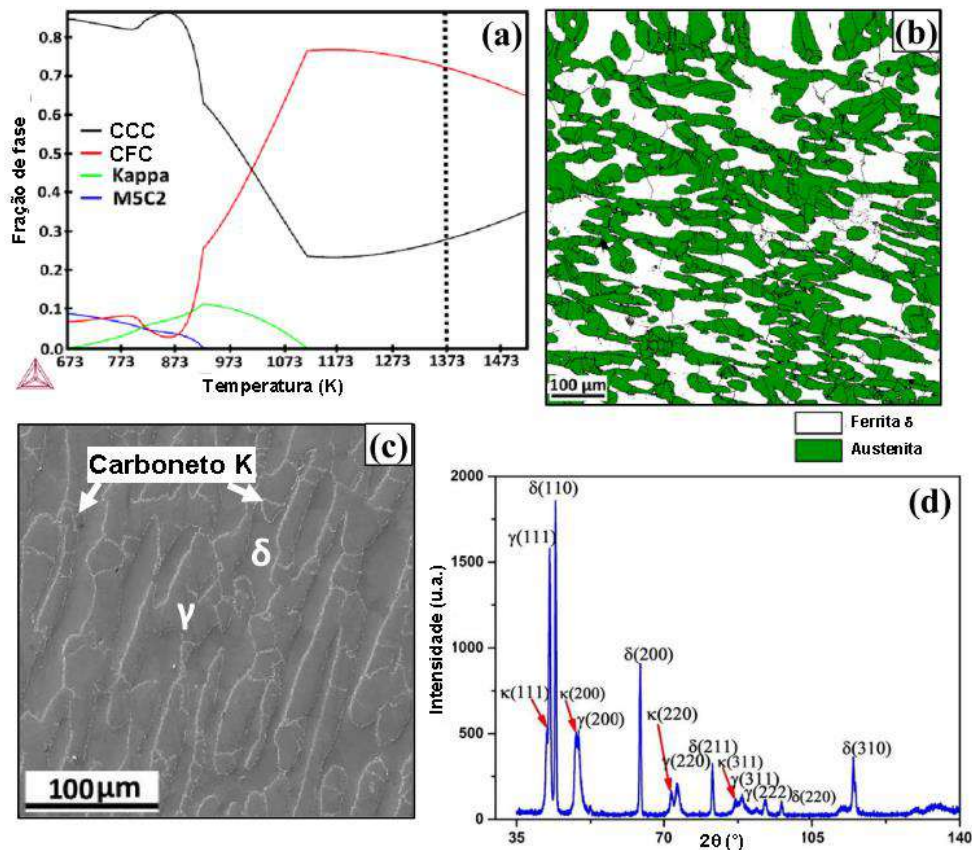 (a)
Fração de fase
0.8
0.7
0.6
0.5
0.4
0.3
0.2
0.1
0.0
CCC
CFC
Kappa
M5C2
673 773 873 973 1073 1173 1273 1373 1473
Temperatura (K)
(b)
100 µm
Ferrita δ
Austenita
(c)
Carboneto K
δ
γ
100µm
(d)
Intensidade (u.a.)
2000
1500
1000
500
0
δ(110)
γ(111)
δ(200)
κ(111)
κ(200)
γ(200)
κ(220)
γ(220)
δ(211)
κ(311)
γ(311)
γ(222)
δ(220)
δ(310)
35 70 105 140
2θ (°)